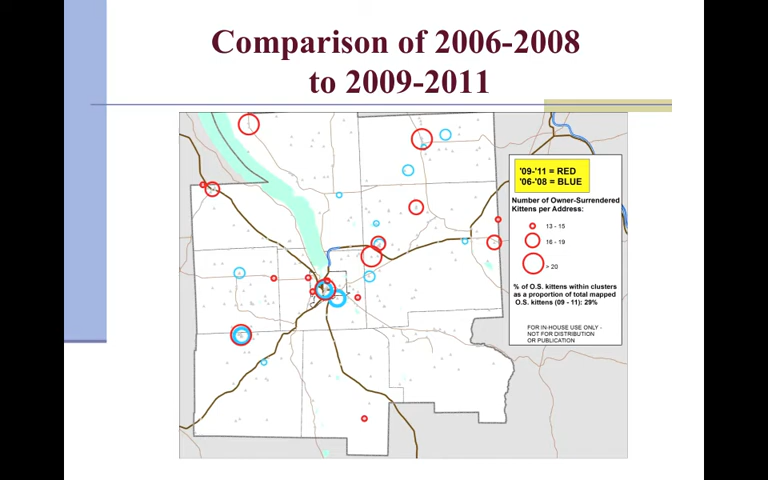 Comparison of 2006-2008
to 2009-2011
'09-'11 = RED
'06-'08 = BLUE
Number of Owner-Surrendered
Kittens per Address:
13 - 15
16 - 19
> 20
% of O.S. kittens within clusters
as a proportion of total mapped
O.S. kittens (09 - 11): 29%
FOR IN-HOUSE USE ONLY -
NOT FOR DISTRIBUTION
OR PUBLICATION